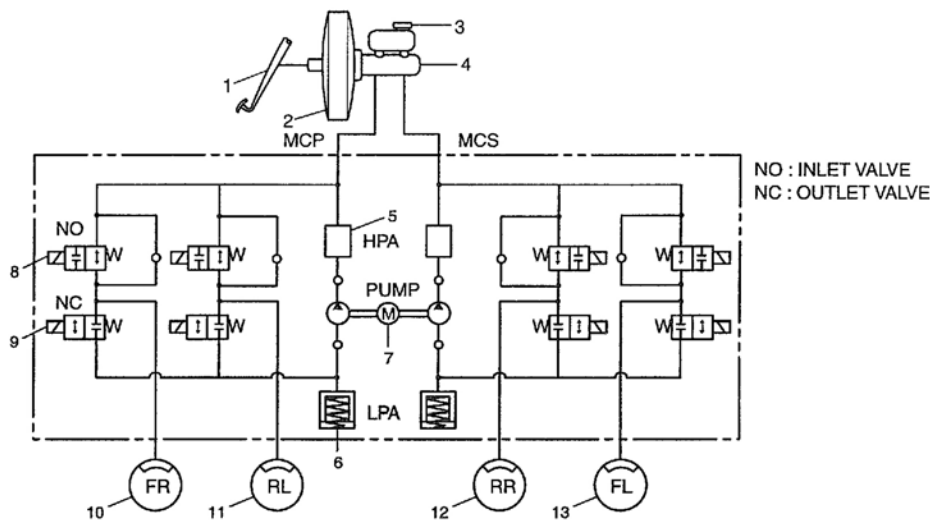 3
4
1
2
MCP
MCS
NO : INLET VALVE
NC : OUTLET VALVE
5
NO
HPA
8
W
W
W
W
PUMP
NC
M
9
W
W
W
W
7
LPA
6
10
FR
11
RL
12
RR
13
FL